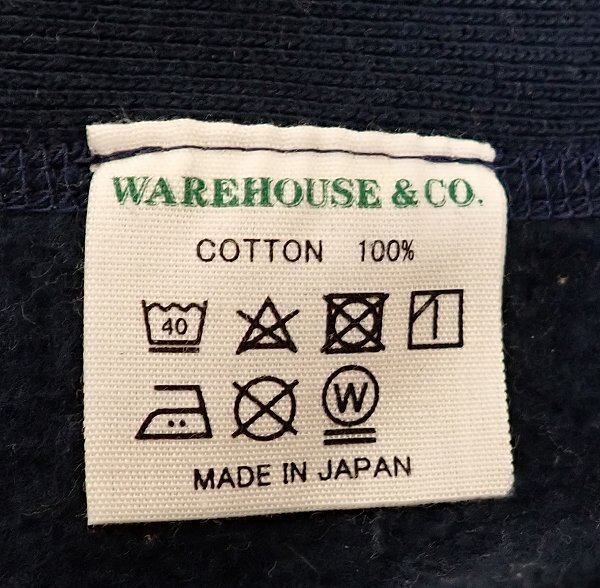 WAREHOUSE & CO.
COTTON 100%
40
W
MADE IN JAPAN